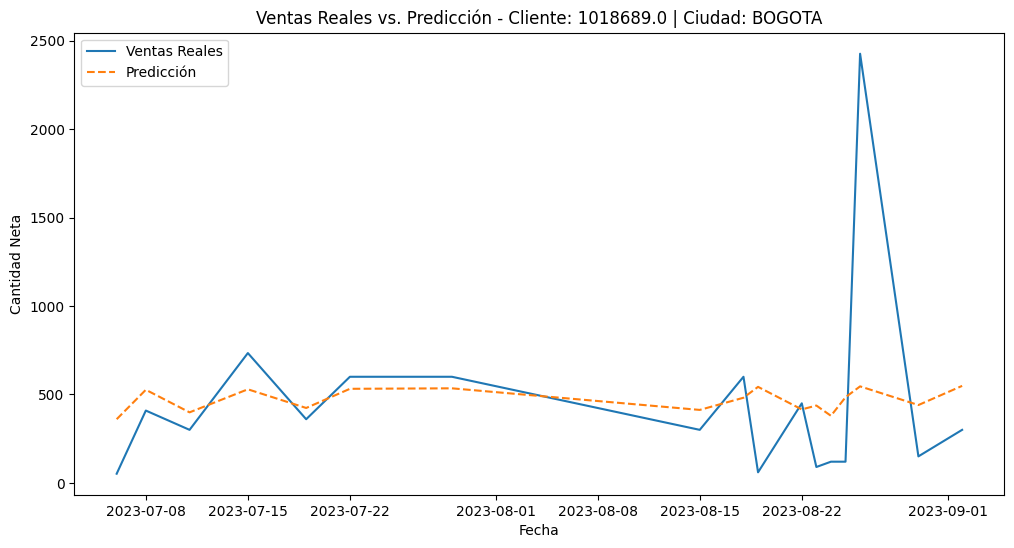 Ventas Reales vs. Predicción - Cliente: 1018689.0 | Ciudad: BOGOTA
Ventas Reales
Predicción
Cantidad Neta
2500
2000
1500
1000
500
0
2023-07-08
2023-07-15
2023-07-22
2023-08-01
2023-08-08
2023-08-15
2023-08-22
2023-09-01
Fecha